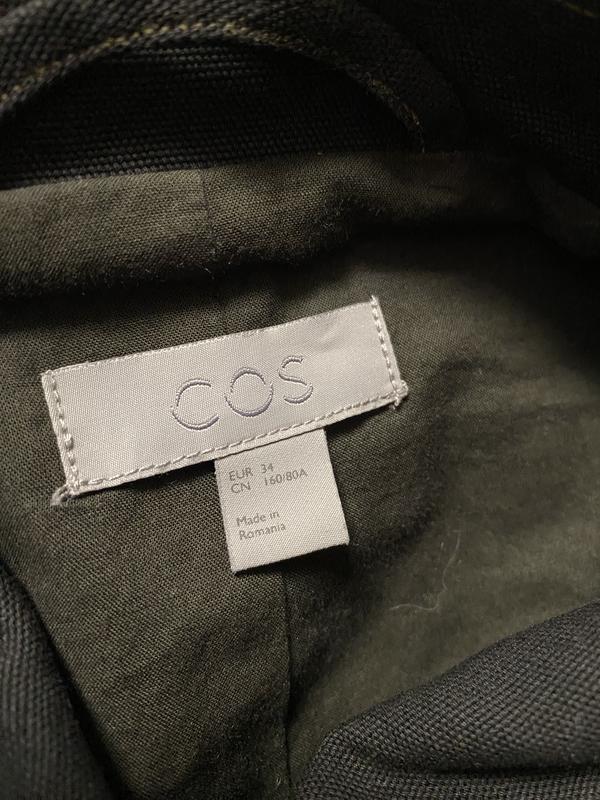 COS
EUR 34
CN 160/80A
Made in
Romania